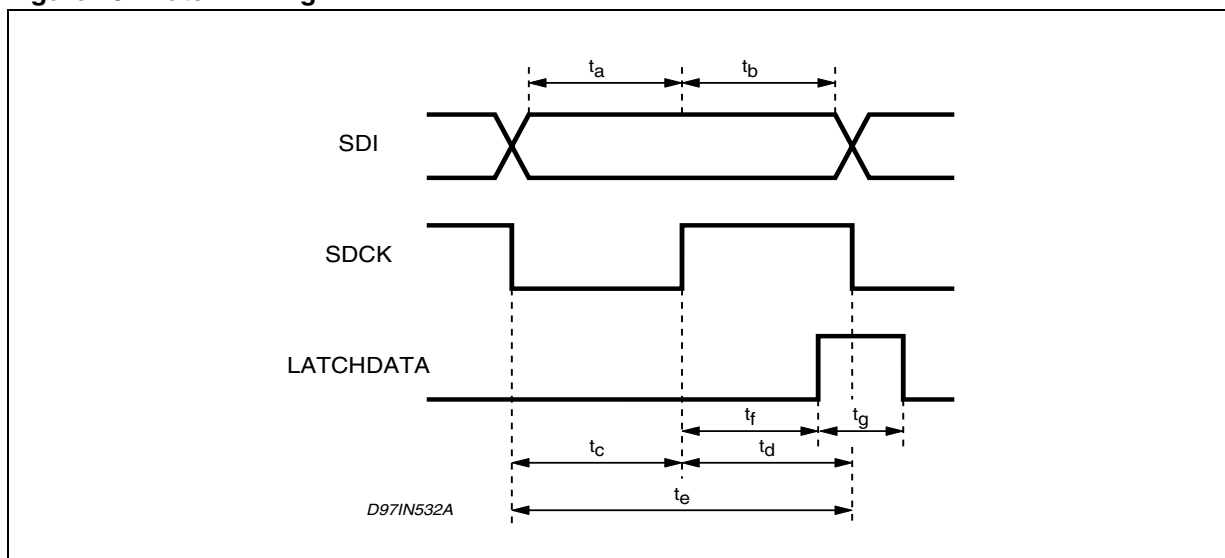 ta
tb
SDI
SDCK
LATCHDATA
tf
tg
tc
td
te
D97IN532A